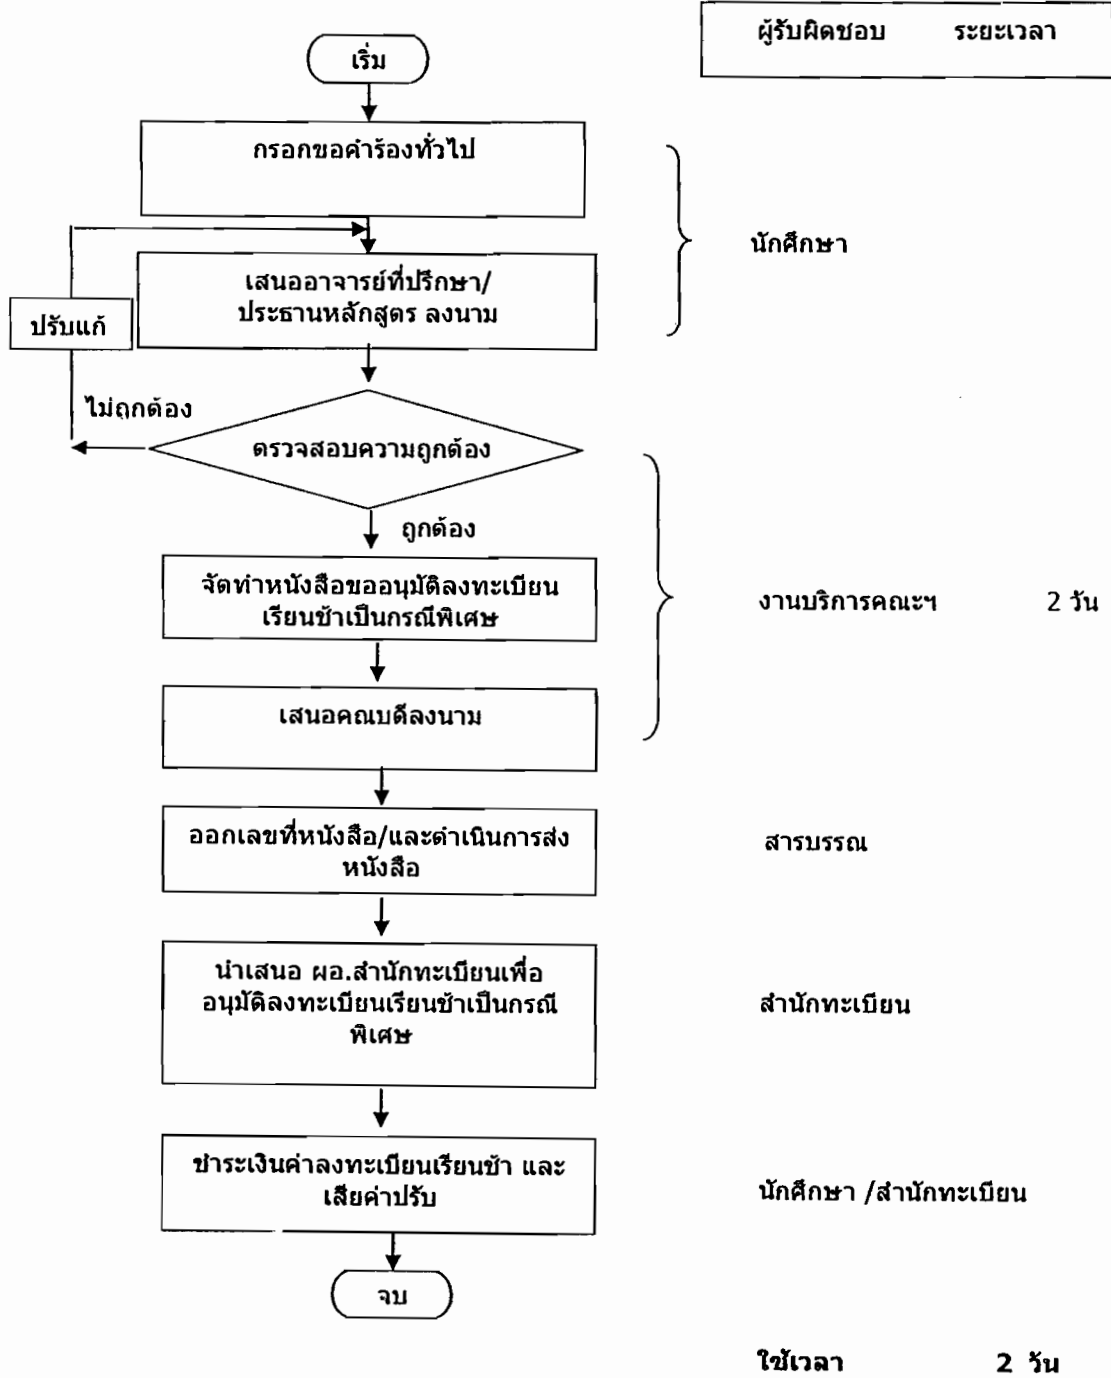 ผู้รับผิดชอบ ระยะเวลา
เริ่ม
กรอกขอคำร้องทั่วไป
นักศึกษา
เสนออาจารย์ที่ปรึกษา/
ประธานหลักสูตร ลงนาม
ปรับแก้
ไม่ถูกต้อง
ตรวจสอบความถูกต้อง
ถูกต้อง
จัดทำหนังสือขออนุมัติลงทะเบียน
เรียนช้าเป็นกรณีพิเศษ
งานบริการคณะฯ 2 วัน
เสนอคณบดีลงนาม
ออกเลขที่หนังสือ/และดำเนินการส่ง
หนังสือ
สารบรรณ
นำเสนอ ผอ.สำนักทะเบียนเพื่อ
อนุมัติลงทะเบียนเรียนช้าเป็นกรณี
พิเศษ
สำนักทะเบียน
ชำระเงินค่าลงทะเบียนเรียนช้า และ
เสียค่าปรับ
นักศึกษา /สำนักทะเบียน
จบ
ใช้เวลา 2 วัน